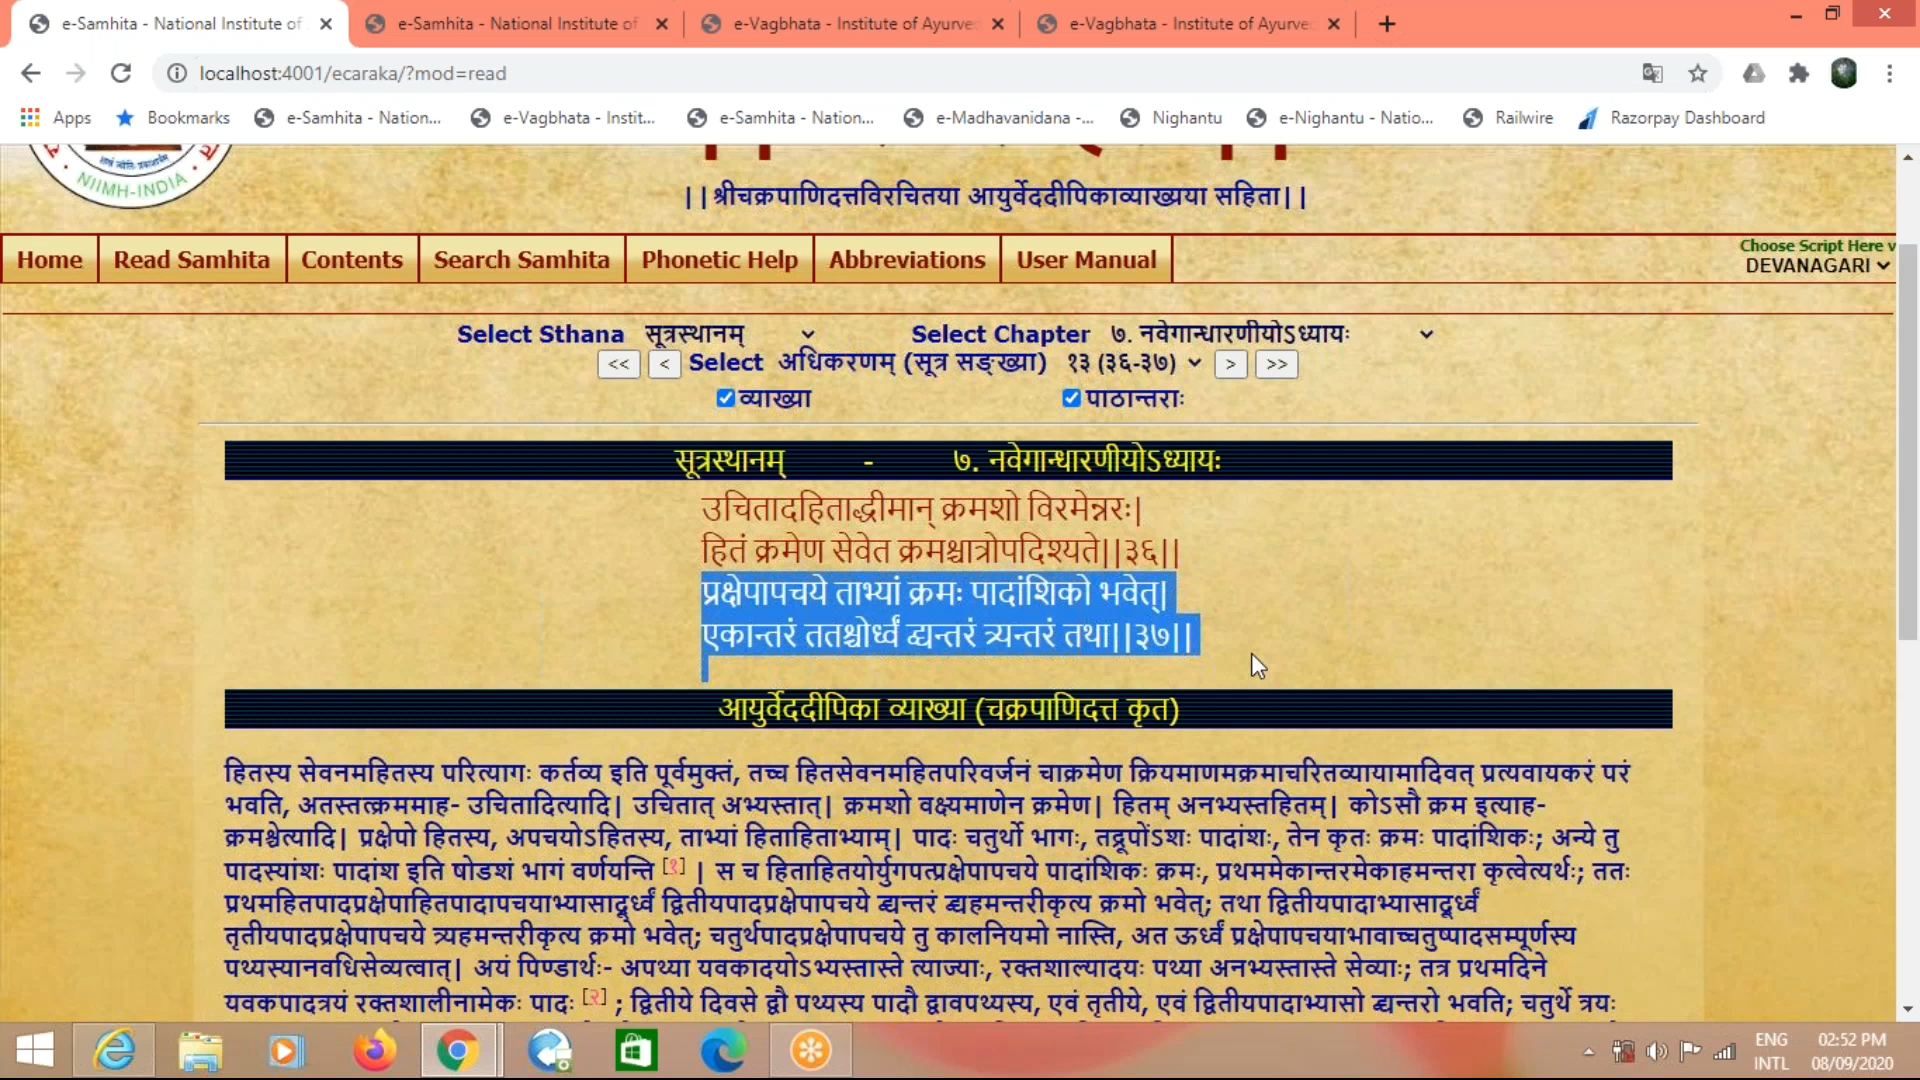 e-Samhita - National Institute of
e-Samhita - National Institute of
e-Vagbhata - Institute of Ayurve
e-Vagbhata - Institute of Ayurve
localhost:4001/ecaraka/?mod=read
Apps Bookmarks e-Samhita - Nation... e-Vagbhata - Instit... e-Samhita - Nation... e-Madhavanidana -... Nighantu e-Nighantu - Natio... Railwire Razorpay Dashboard
NIIMH-INDIA
||श्रीचक्रपाणिदत्तविरचितया आयुर्वेददीपिकाव्याख्यया सहिता||
Home Read Samhita Contents Search Samhita Phonetic Help Abbreviations User Manual
Choose Script Here v
DEVANAGARI
Select Sthana सूत्रस्थानम् Select Chapter ७. नवेगान्धारणीयोऽध्यायः
<< < Select अधिकरणम् (सूत्र सङ्ख्या) १३ (३६-३७) > >>
व्याख्या पाठान्तराः
सूत्रस्थानम् - ७. नवेगान्धारणीयोऽध्यायः
उचितादहिताद्धीमान् क्रमशो विरमेन्नरः|
हितं क्रमेण सेवेत क्रमश्चात्रोपदिश्यते||३६||
प्रक्षेपापचये ताभ्यां क्रमः पादांशिको भवेत्|
एकान्तरं ततश्चोर्ध्वं द्व्यन्तरं त्र्यन्तरं तथा||३७||
आयुर्वेददीपिका व्याख्या (चक्रपाणिदत्त कृत)
हितस्य सेवनमहितस्य परित्यागः कर्तव्य इति पूर्वमुक्तं, तच्च हितसेवनमहितपरिवर्जनं चाक्रमेण क्रियमाणमक्रमाचरितव्यायामादिवत् प्रत्यवायकरं परं
भवति, अतस्तत्क्रममाह- उचितादित्यादि| उचितात् अभ्यस्तात्| क्रमशो वक्ष्यमाणेन क्रमेण| हितम् अनभ्यस्तहितम्| कोऽसौ क्रम इत्याह-
क्रमश्चेत्यादि| प्रक्षेपो हितस्य, अपचयोऽहितस्य, ताभ्यां हिताहिताभ्याम्| पादः चतुर्थो भागः, तद्रूपोंऽशः पादांशः, तेन कृतः क्रमः पादांशिकः; अन्ये तु
पादस्यांशः पादांश इति षोडशं भागं वर्णयन्ति [१] | स च हिताहितयोर्युगपत्प्रक्षेपापचये पादांशिकः क्रमः, प्रथममेकान्तरमेकाहमन्तरा कृत्वेत्यर्थः; ततः
प्रथमहितपादप्रक्षेपाहितपादापचयाभ्यासादूर्ध्वं द्वितीयपादप्रक्षेपापचये द्व्यन्तरं द्व्यहमन्तरीकृत्य क्रमो भवेत्; तथा द्वितीयपादाभ्यासादूर्ध्वं
तृतीयपादप्रक्षेपापचये त्र्यहमन्तरीकृत्य क्रमो भवेत्; चतुर्थपादप्रक्षेपापचये तु कालनियमो नास्ति, अत ऊर्ध्वं प्रक्षेपापचयाभावाच्चतुष्पादसम्पूर्णस्य
पथ्यस्यानवधिसेव्यत्वात्| अयं पिण्डार्थः- अपथ्या यवकादयोऽभ्यस्तास्ते त्याज्याः, रक्तशाल्यादयः पथ्या अनभ्यस्तास्ते सेव्याः; तत्र प्रथमदिने
यवकपादत्रयं रक्तशालीनामेकः पादः [२] ; द्वितीये दिवसे द्वौ पथ्यस्य पादौ द्वावपथ्यस्य, एवं तृतीये, एवं द्वितीयपादाभ्यासो द्व्यन्तरो भवति; चतुर्थे त्रयः
ENG 02:52 PM
INTL 08/09/2020